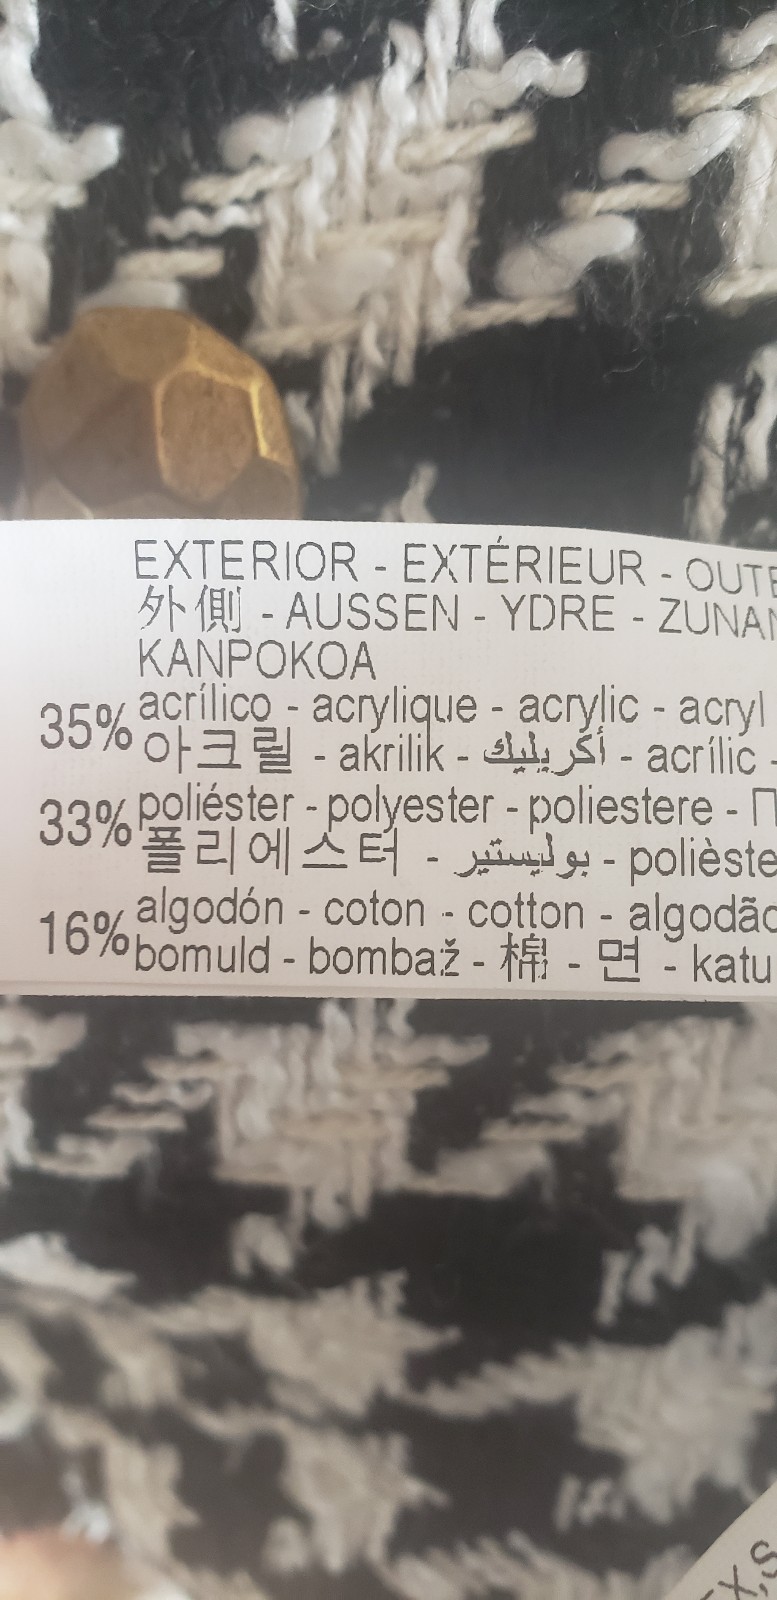 EXTERIOR - EXTÉRIEUR - OUTE
外側 - AUSSEN - YDRE - ZUNAN
KANPOKOA
35% acrílico - acrylique - acrylic - acryl
아크릴 - akrilik - أكريليك - acrílic -
33% poliéster - polyester - poliestere - П
폴리에스터 - بوليستير - polièste
16% algodón - coton - cotton - algodão
bomuld - bombaž - 棉 - 면 - katu